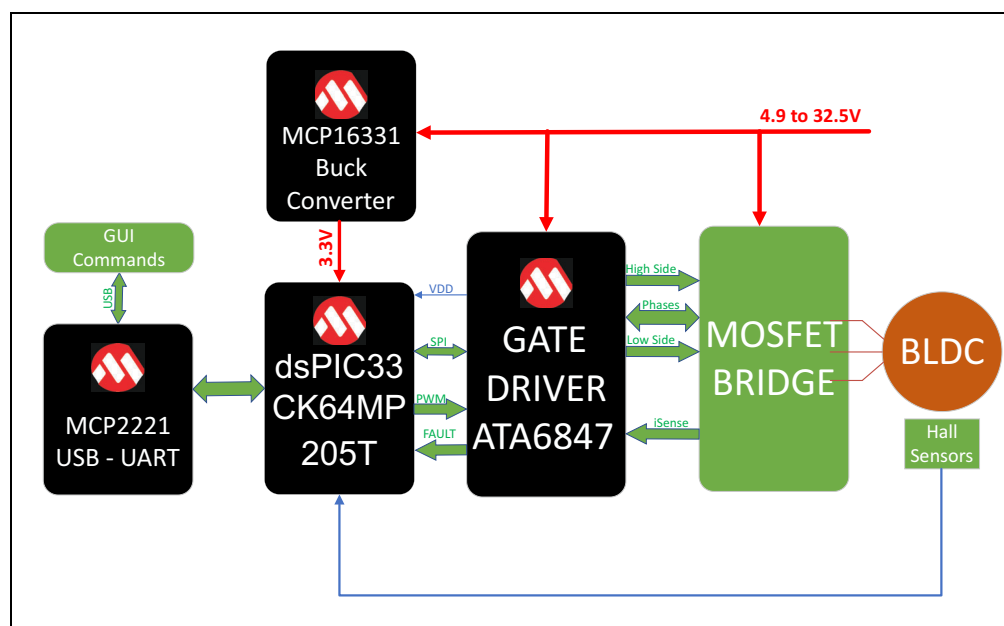 MCP16331
Buck
Converter
4.9 to 32.5V
3.3V
GUI
Commands
USB
MCP2221
USB - UART
dsPIC33
CK64MP
205T
VDD
SPI
PWM
FAULT
GATE
DRIVER
ATA6847
High Side
Phases
Low Side
iSense
MOSFET
BRIDGE
BLDC
Hall
Sensors